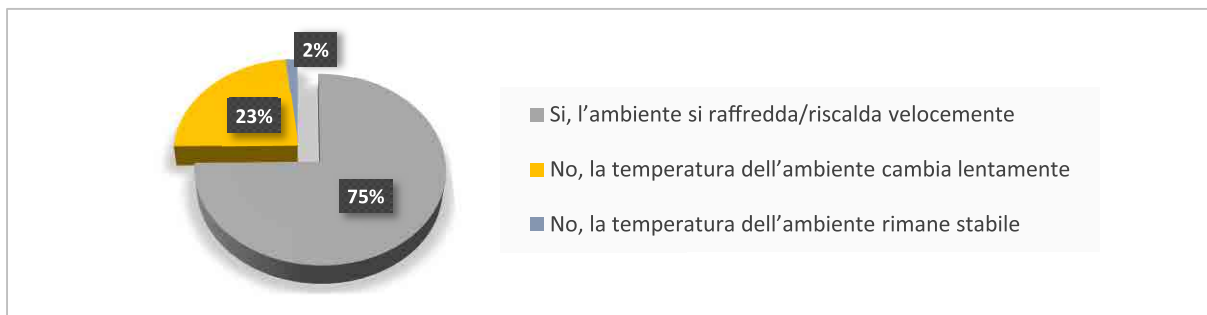 2%
23%
75%
Si, l’ambiente si raffredda/riscalda velocemente
No, la temperatura dell’ambiente cambia lentamente
No, la temperatura dell’ambiente rimane stabile